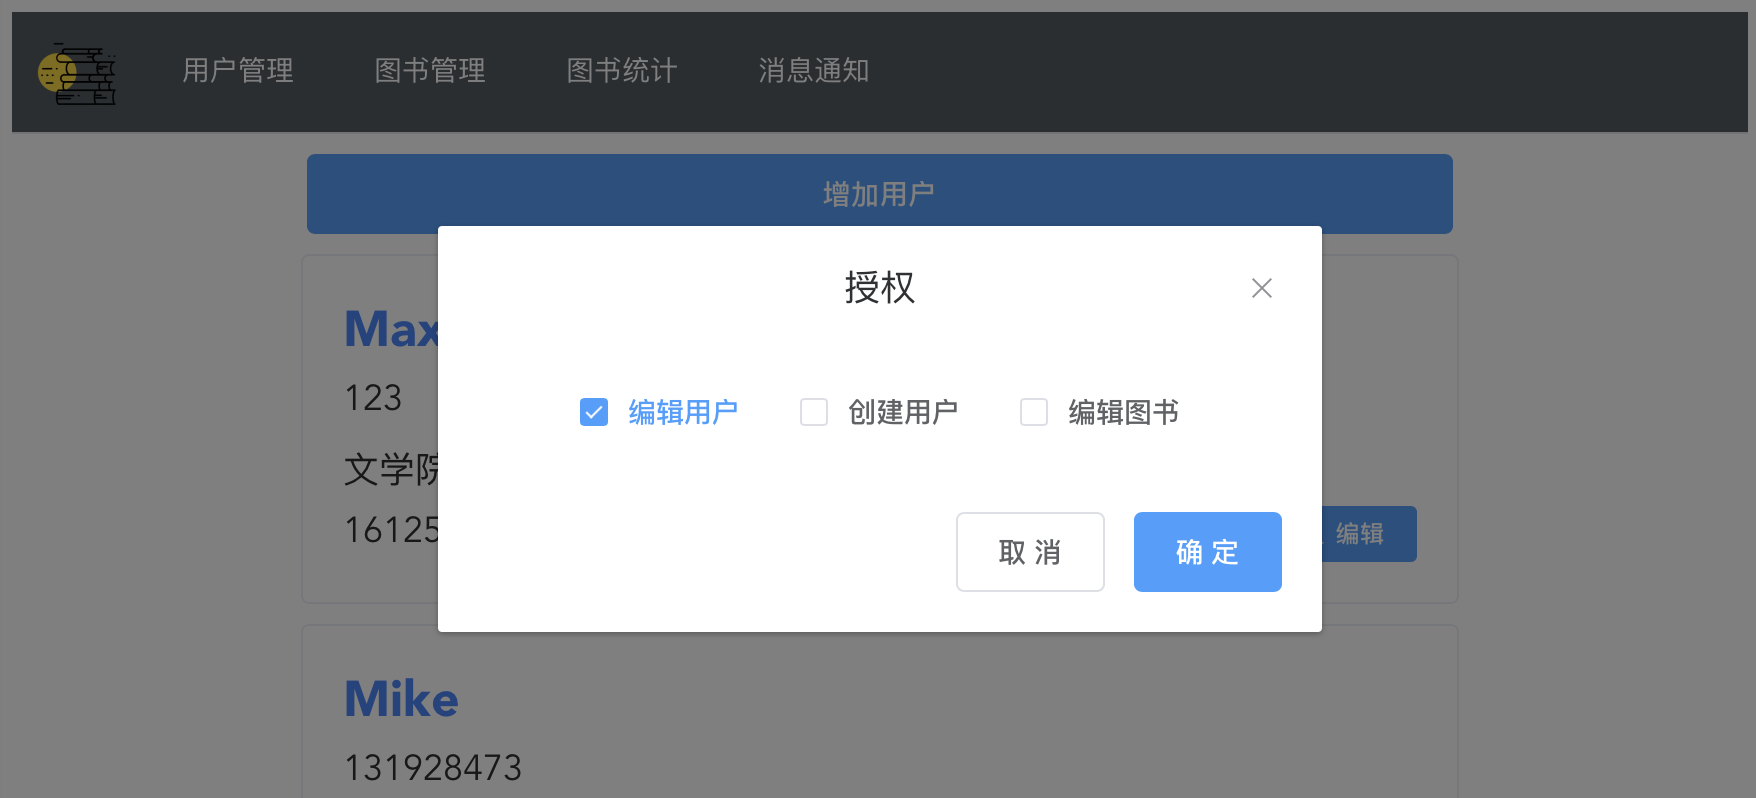 用户管理 图书管理 图书统计 消息通知
增加用户
授权
Max
123
编辑用户 创建用户 编辑图书
文学院
16125
编辑
取 消 确 定
Mike
131928473